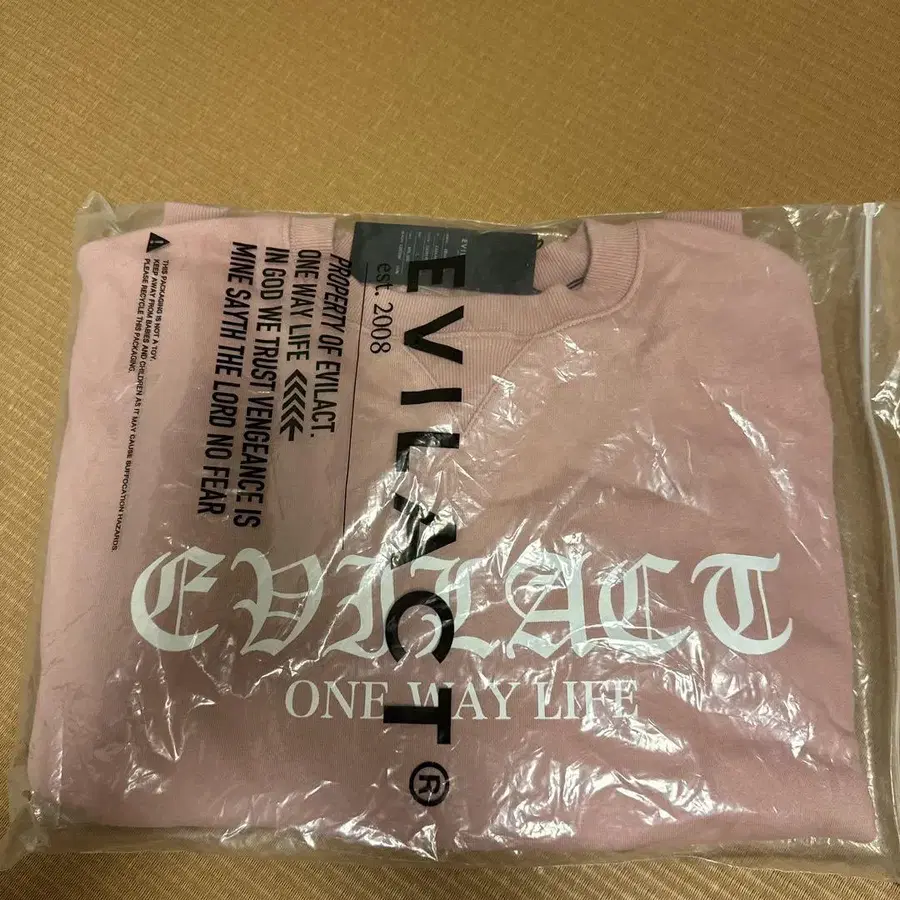 EVILACT®
est. 2008
PROPERTY OF EVILACT.
ONE WAY LIFE
IN GOD WE TRUST VENGEANCE IS
MINE SAYTH THE LORD NO FEAR
THIS PACKAGING IS NOT A TOY.
KEEP AWAY FROM BABIES AND CHILDREN AS IT MAY CAUSE SUFFOCATION HAZARDS.
PLEASE RECYCLE THIS PACKAGING.
EVILACT
ONE WAY LIFE